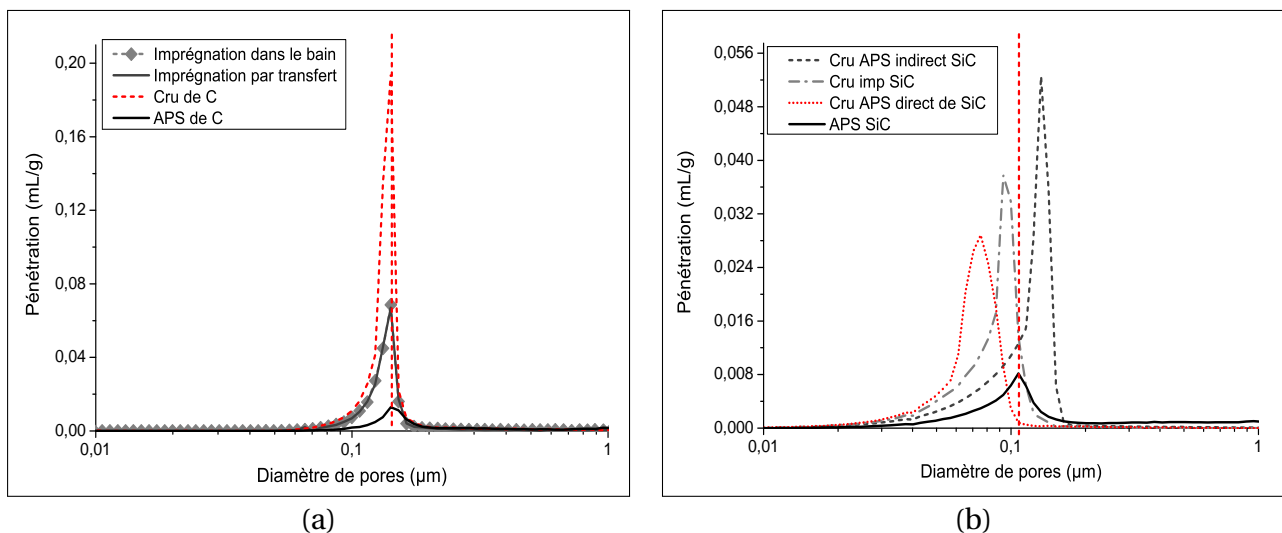 Imprégnation dans le bain
Imprégnation par transfert
Cru de C
APS de C
Pénétration (mL/g)
0,20
0,16
0,12
0,08
0,04
0,00
0,01
0,1
1
Diamètre de pores (µm)
(a)
Cru APS indirect SiC
Cru imp SiC
Cru APS direct de SiC
APS SiC
Pénétration (mL/g)
0,056
0,048
0,040
0,032
0,024
0,016
0,008
0,000
0,01
0,1
1
Diamètre de pores (µm)
(b)